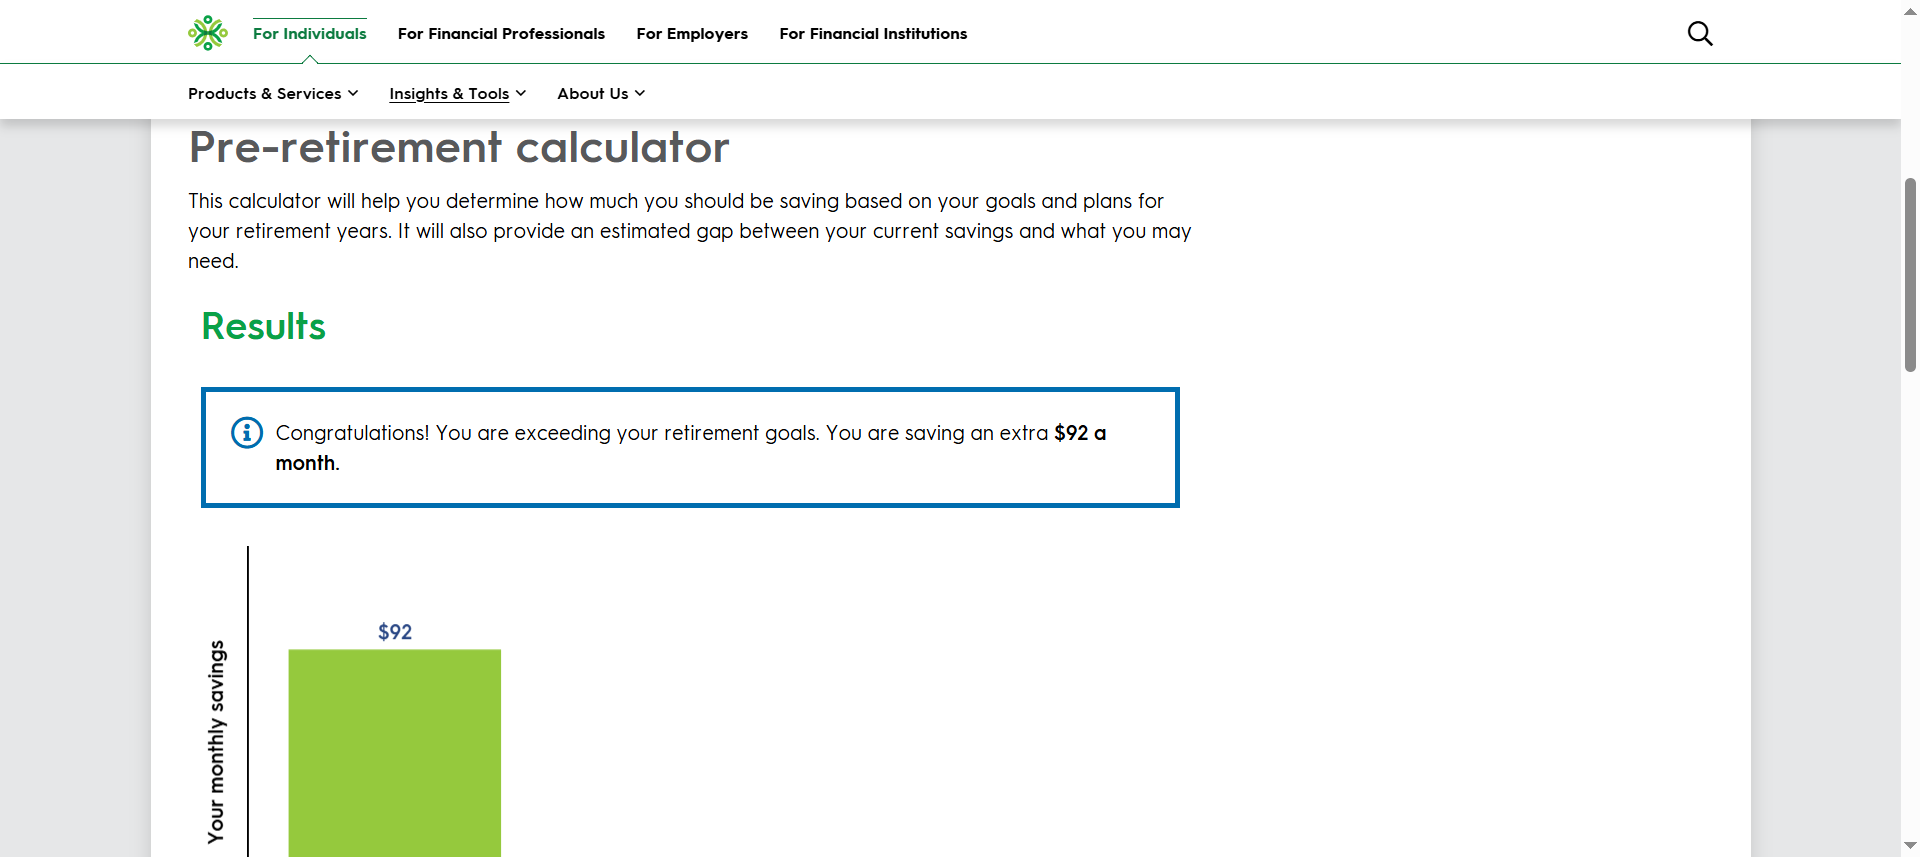 For Individuals
For Financial Professionals
For Employers
For Financial Institutions
Products & Services
Insights & Tools
About Us
Pre-retirement calculator
This calculator will help you determine how much you should be saving based on your goals and plans for
your retirement years. It will also provide an estimated gap between your current savings and what you may
need.
Results
Congratulations! You are exceeding your retirement goals. You are saving an extra $92 a
month.
$92
Your monthly savings